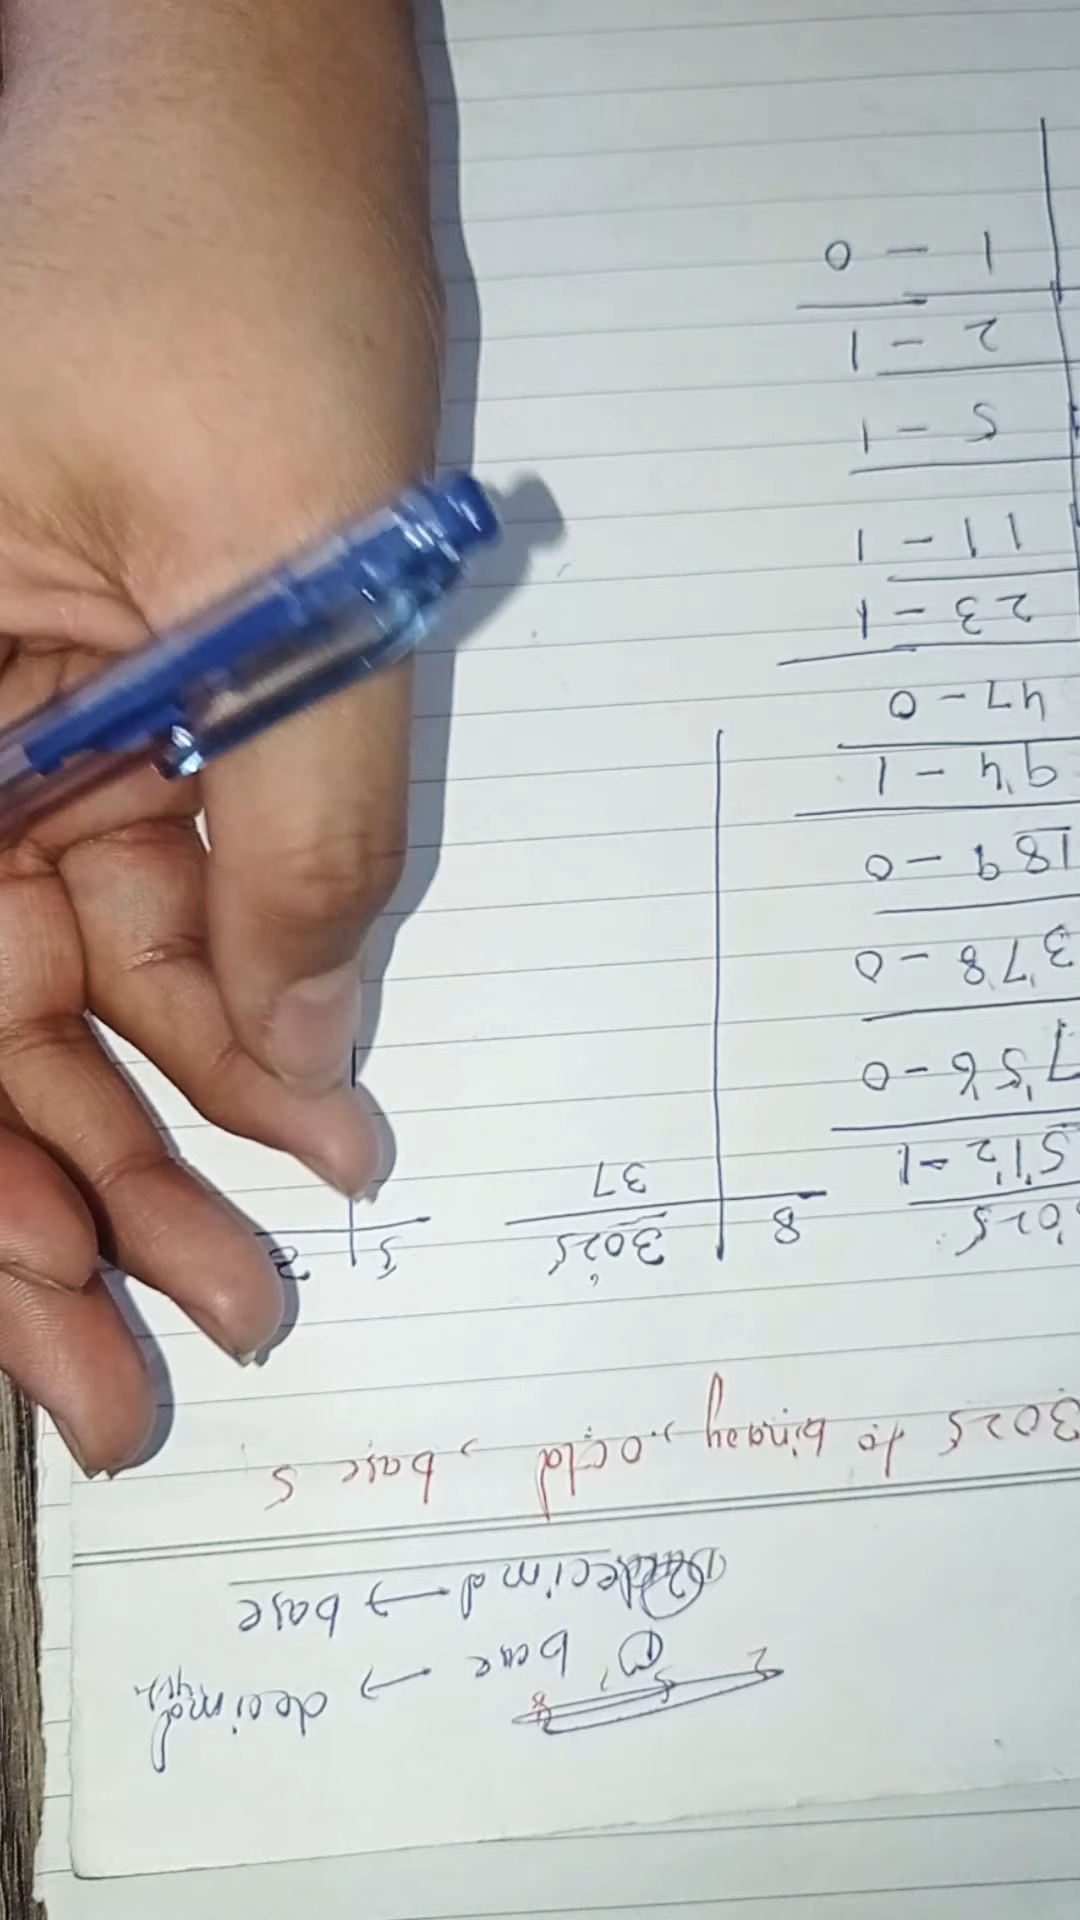 base → decimal
decimal → base
3025 to binary, octal, base 5
3025
1512 - 1
756 - 0
378 - 0
189 - 0
94 - 1
47 - 0
23 - 1
11 - 1
5 - 1
2 - 1
1 - 0
8 3025
37
5